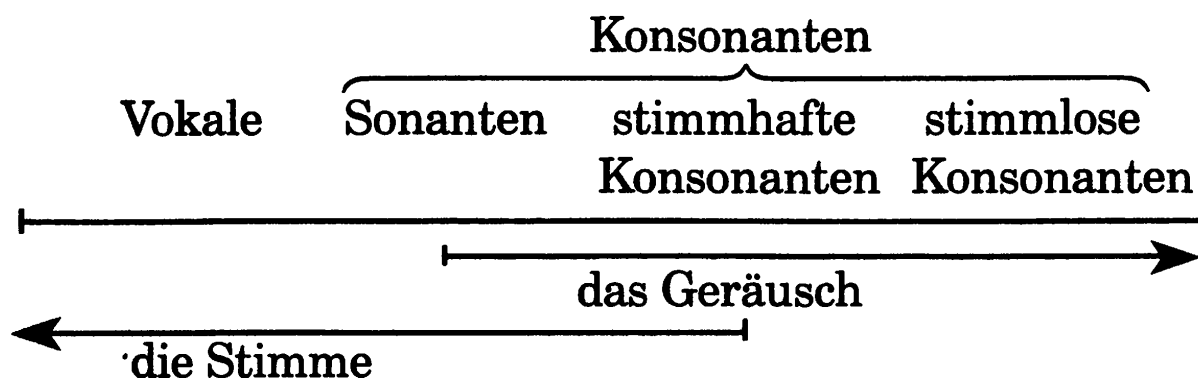 Konsonanten
Vokale Sonanten stimmhafte stimmlose
Konsonanten Konsonanten
das Geräusch
die Stimme